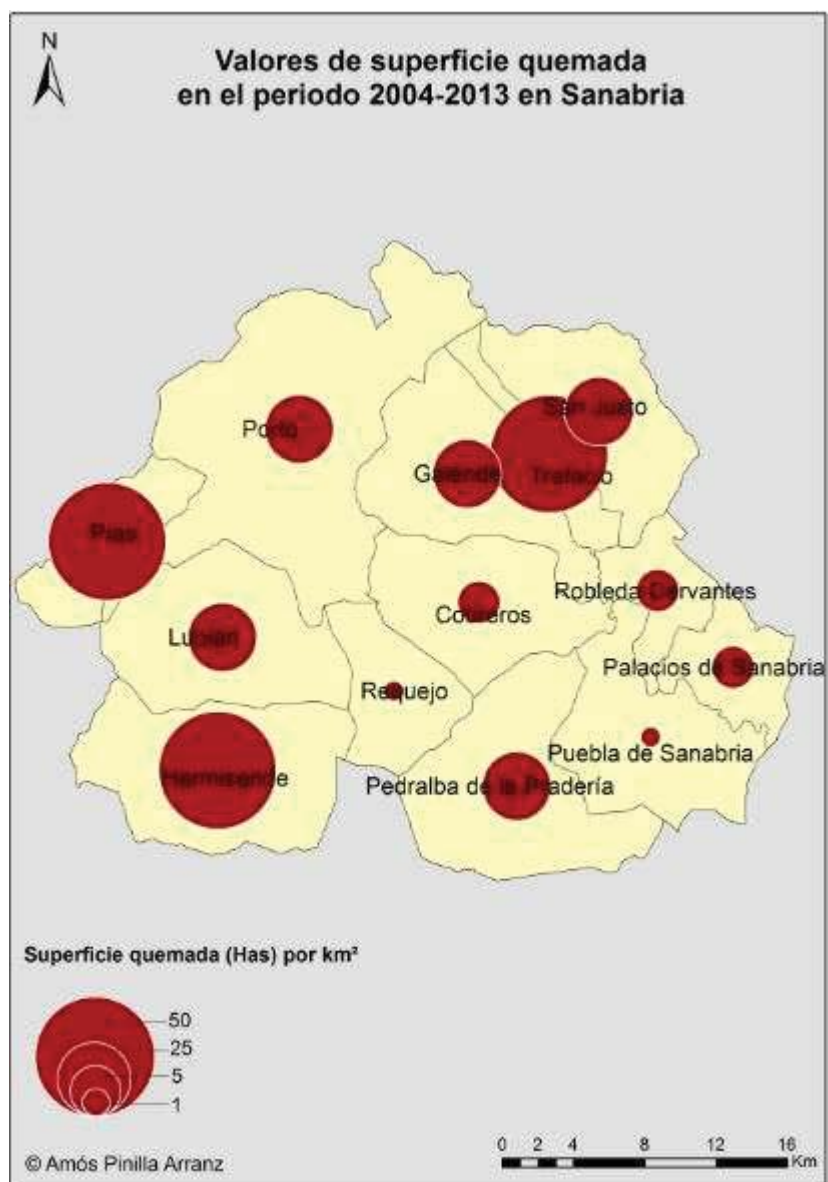 N
Valores de superficie quemada
en el periodo 2004-2013 en Sanabria
San Justo
Porto
Galende
Trefacio
Pías
Robleda-Cervantes
Cobreros
Lubián
Palacios de Sanabria
Requejo
Puebla de Sanabria
Hermisende
Pedralba de la Pradería
Superficie quemada (Has) por km²
50
25
5
1
0 2 4 8 12 16
Km
© Amós Pinilla Arranz